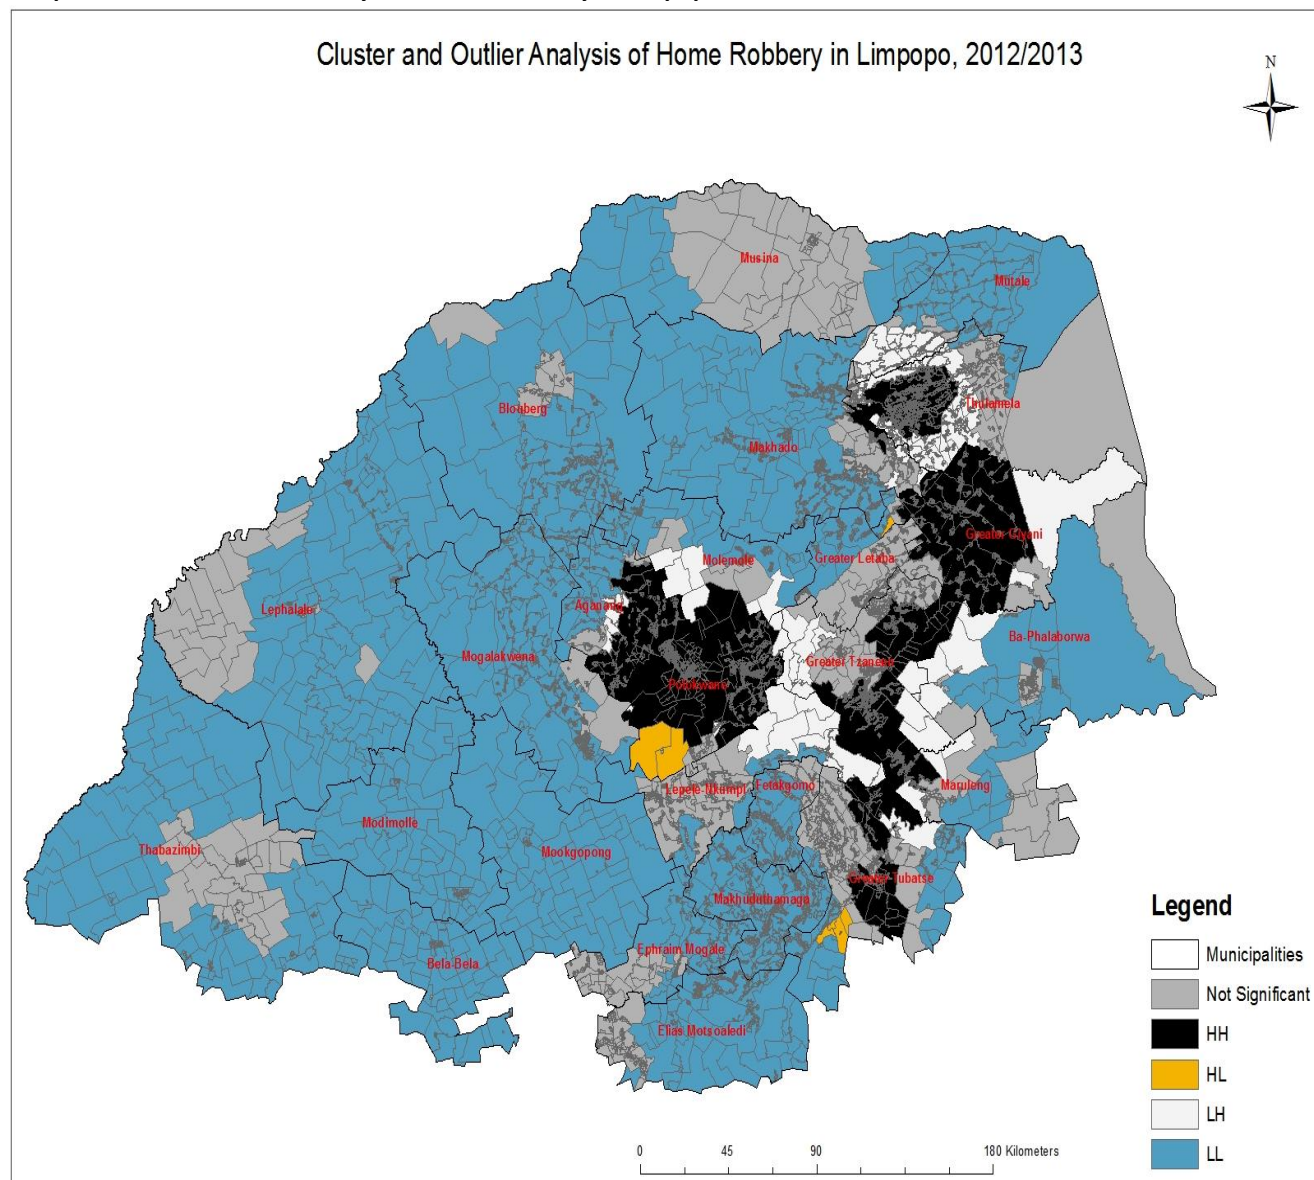 Cluster and Outlier Analysis of Home Robbery in Limpopo, 2012/2013
N
Musina
Mutale
Blouberg
Thulamela
Makhado
Greater Giyani
Molemole
Greater Letaba
Aganang
Lephalale
Ba-Phalaborwa
Mogalakwena
Greater Tzaneen
Polokwane
Lepele-Nkumpi
Fetakgomo
Maruleng
Modimolle
Thabazimbi
Mookgopong
Greater Tubatse
Makhuduthamaga
Ephraim Mogale
Bela Bela
Elias Motsoaledi
Legend
Municipalities
Not Significant
HH
HL
LH
LL
0 45 90 180 Kilometers